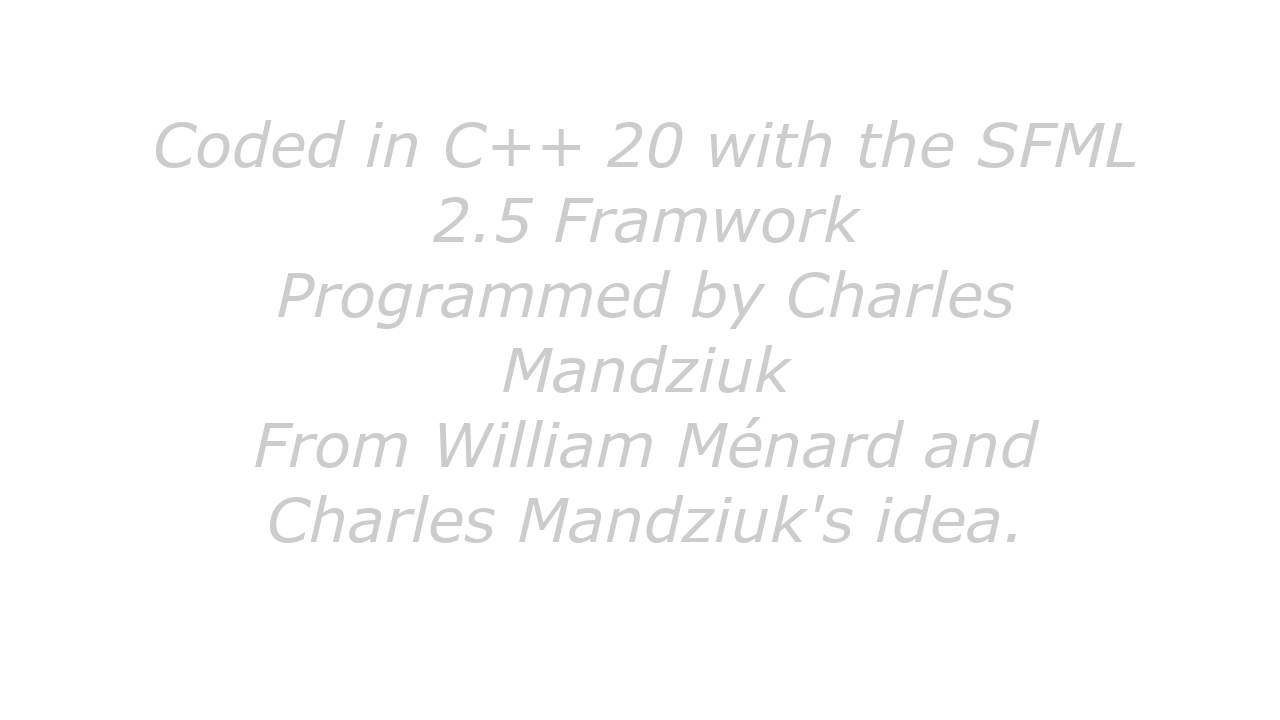 Coded in C++ 20 with the SFML
2.5 Framwork
Programmed by Charles
Mandziuk
From William Ménard and
Charles Mandziuk's idea.